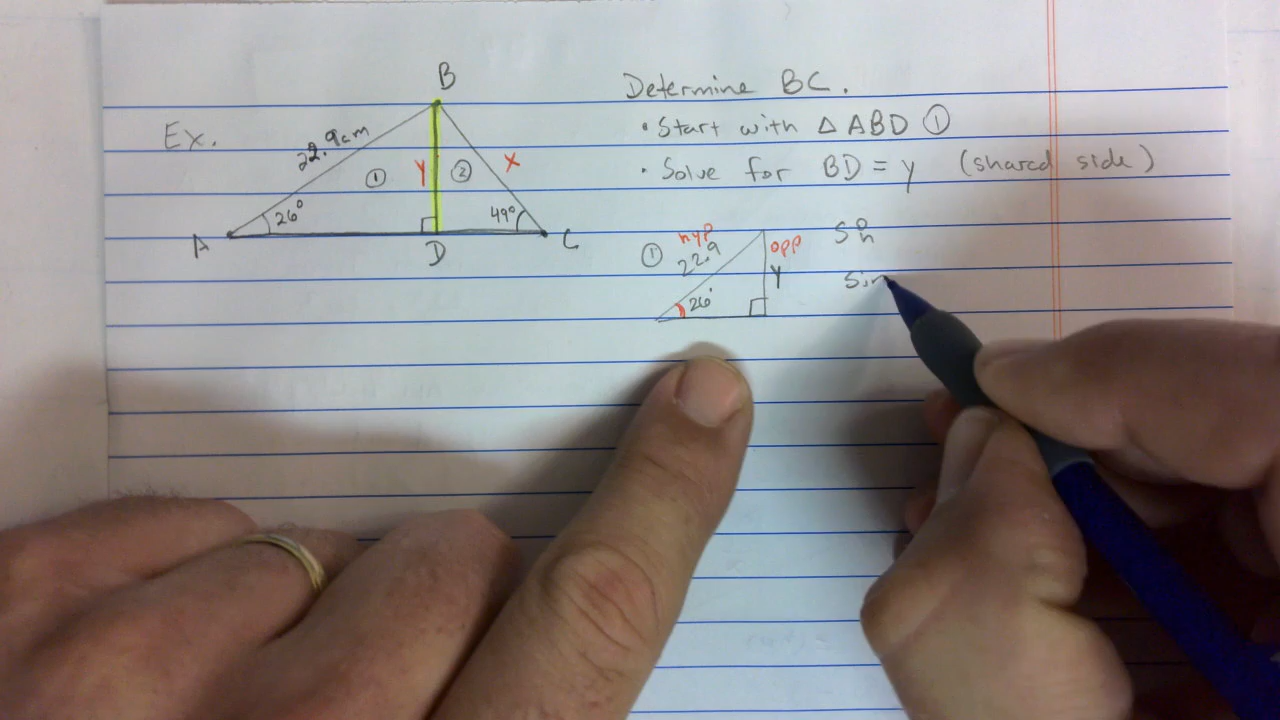 Determine BC.
• Start with △ ABD ①
• Solve for BD = y (shared side)
Ex.
B
22.9cm
①
y
②
x
26°
49°
A
D
C
①
hyp
22.9
opp
y
26°
S o/h
Sin